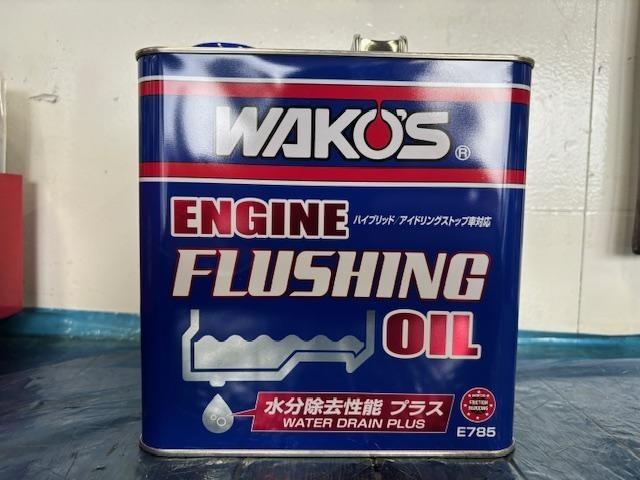 WAKO'S®
ENGINE
ハイブリッド/アイドリングストップ車対応
FLUSHING
OIL
水分除去性能 プラス
WATER DRAIN PLUS
FRICTION
E785